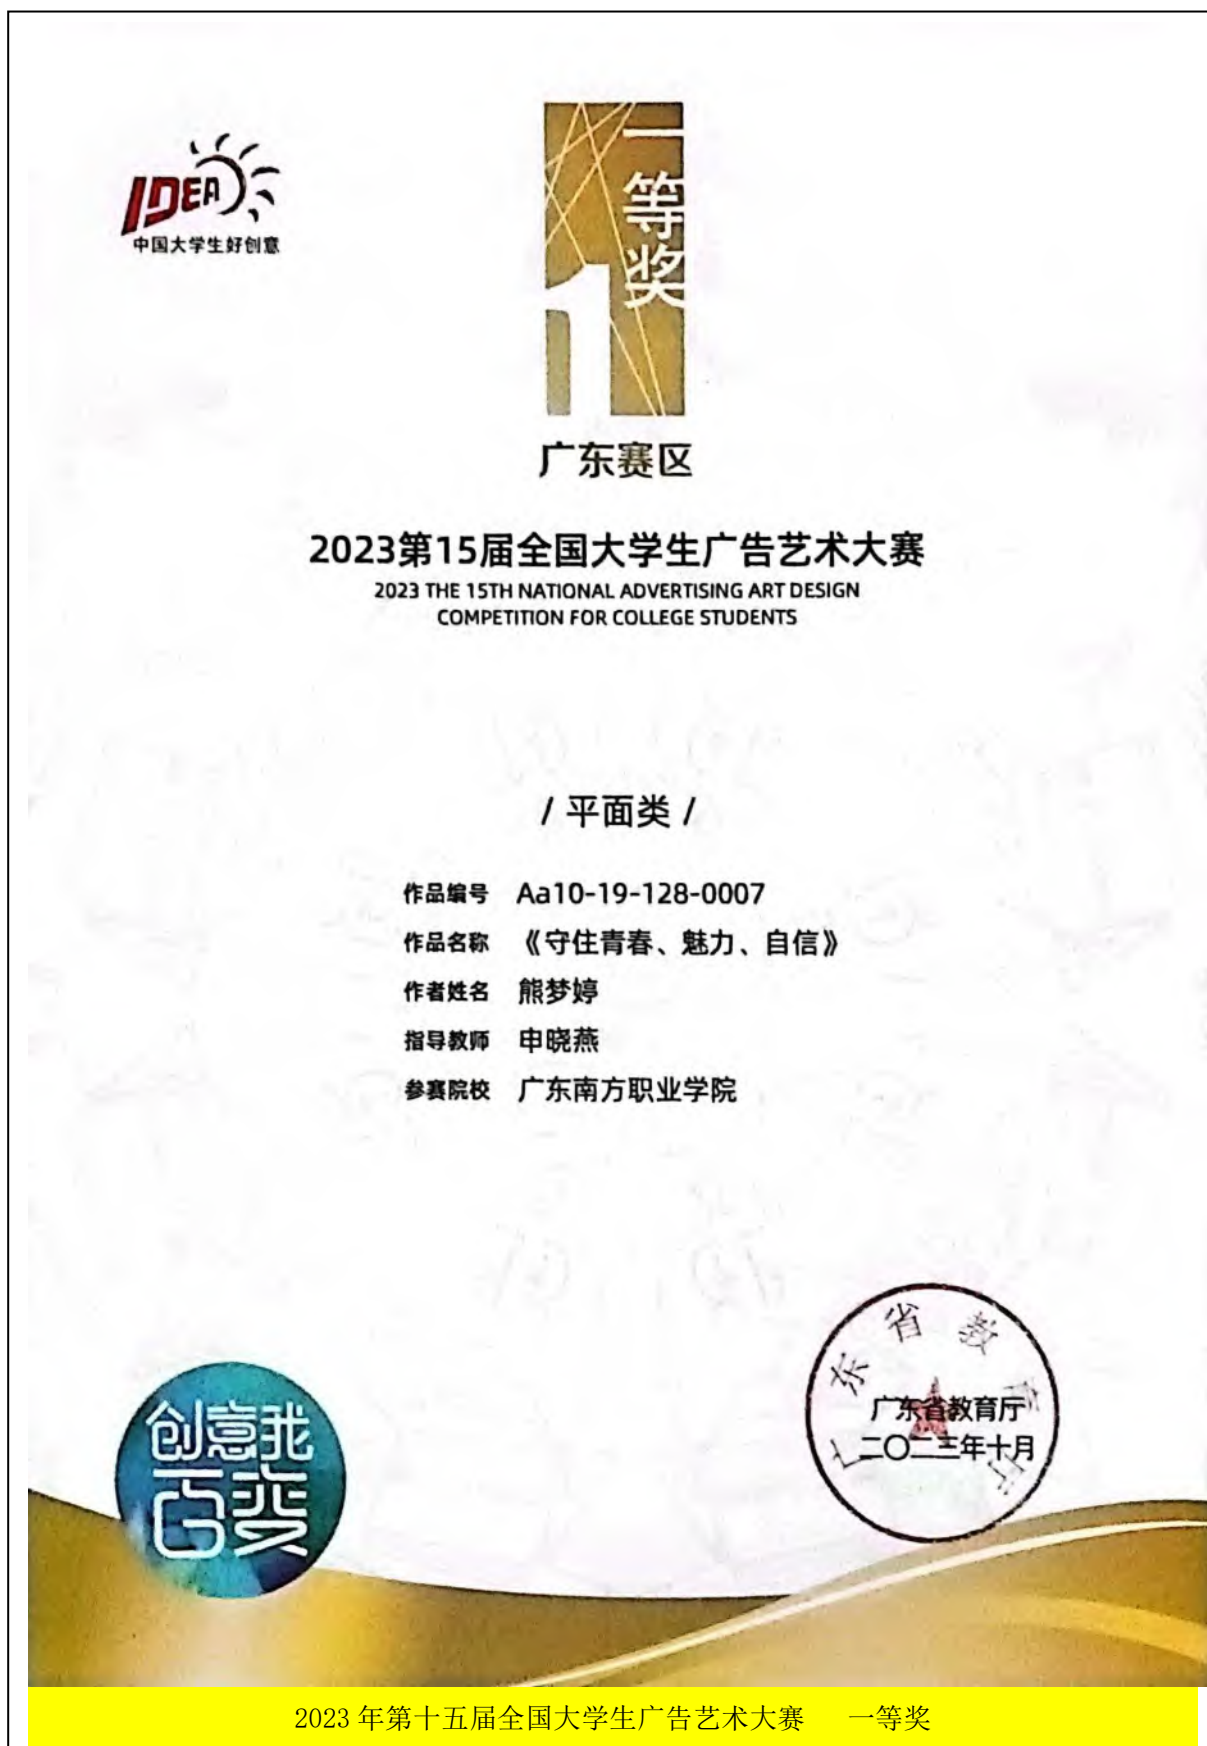 IDEA
中国大学生好创意
一等奖
1
广东赛区
2023第15届全国大学生广告艺术大赛
2023 THE 15TH NATIONAL ADVERTISING ART DESIGN
COMPETITION FOR COLLEGE STUDENTS
/ 平面类 /
作品编号 Aa10-19-128-0007
作品名称 《守住青春、魅力、自信》
作者姓名 熊梦婷
指导教师 申晓燕
参赛院校 广东南方职业学院
广东省教育厅
广东省教育厅
二〇二三年十月
创意我
百变
2023 年第十五届全国大学生广告艺术大赛 一等奖